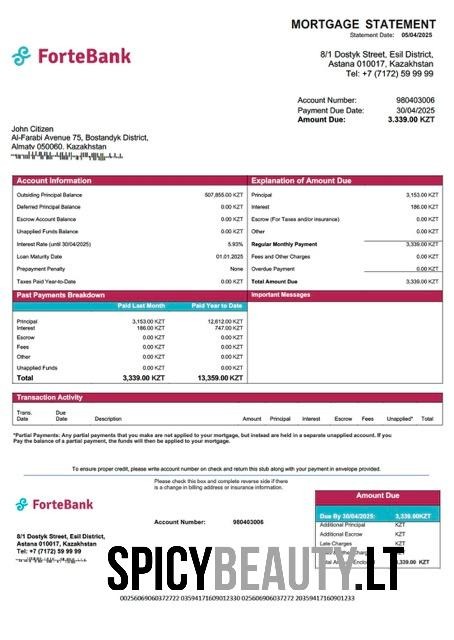 MORTGAGE STATEMENT
Statement Date: 05/04/2025
ForteBank
8/1 Dostyk Street, Esil District,
Astana 010017, Kazakhstan
Tel: +7 (7172) 59 99 99
Account Number: 980403006
Payment Due Date: 30/04/2025
Amount Due: 3.339.00 KZT
John Citizen
Al-Farabi Avenue 75, Bostandyk District,
Almaty 050060, Kazakhstan
Account Information
Outsiding Principal Balance 507,855.00 KZT
Deferred Principal Balance 0.00 KZT
Escrow Account Balance 0.00 KZT
Unapplied Funds Balance 0.00 KZT
Interest Rate (until 30/04/2025) 5.93%
Loan Maturity Date 01.01.2025
Prepayment Penalty None
Taxes Paid Year-to-Date 0.00 KZT
Explanation of Amount Due
Principal 3,153.00 KZT
Interest 186.00 KZT
Escrow (For Taxes and/or insurance) 0.00 KZT
Other 0.00 KZT
Regular Monthly Payment 3,339.00 KZT
Fees and Other Charges 0.00 KZT
Overdue Payment 0.00 KZT
Total Amount Due 3,339.00 KZT
Past Payments Breakdown
Paid Last Month Paid Year to Date
Principal 3,153.00 KZT 12,612.00 KZT
Interest 186.00 KZT 747.00 KZT
Escrow 0.00 KZT 0.00 KZT
Fees 0.00 KZT 0.00 KZT
Other 0.00 KZT 0.00 KZT
Unapplied Funds 0.00 KZT 0.00 KZT
Total 3,339.00 KZT 13,359.00 KZT
Important Messages
Transaction Activity
Trans. Date Due Date Description Amount Principal Interest Escrow Fees Unapplied* Total
*Partial Payments: Any partial payments that you make are not applied to your mortgage, but instead are held in a separate unapplied account. If you
Pay the balance of a partial payment, the funds will then be applied to your mortgage.
To ensure proper credit, please write account number on check and return this stub along with payment in envelope provided.
Please check this box and complete reverse side if there
is a change in billing address or insurance information.
ForteBank
Account Number: 980403006
8/1 Dostyk Street, Esil District,
Astana 010017, Kazakhstan
Tel: +7 (7172) 59 99 99
Amount Due
Due By 30/04/2025: 3,339.00KZT
Additional Principal KZT
Additional Escrow KZT
Late Charges KZT
KZT
KZT
SPICYBEAUTY.LT